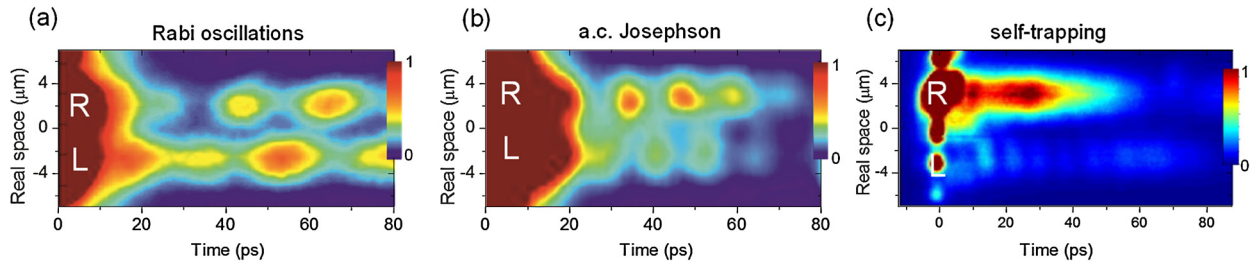 (a)
Rabi oscillations
Real space (μm)
4
0
-4
R
L
1
0
0
20
40
60
80
Time (ps)
(b)
a.c. Josephson
Real space (μm)
4
0
-4
R
L
1
0
0
20
40
60
80
Time (ps)
(c)
self-trapping
Real space (μm)
4
0
-4
R
L
1
0
0
20
40
60
80
Time (ps)